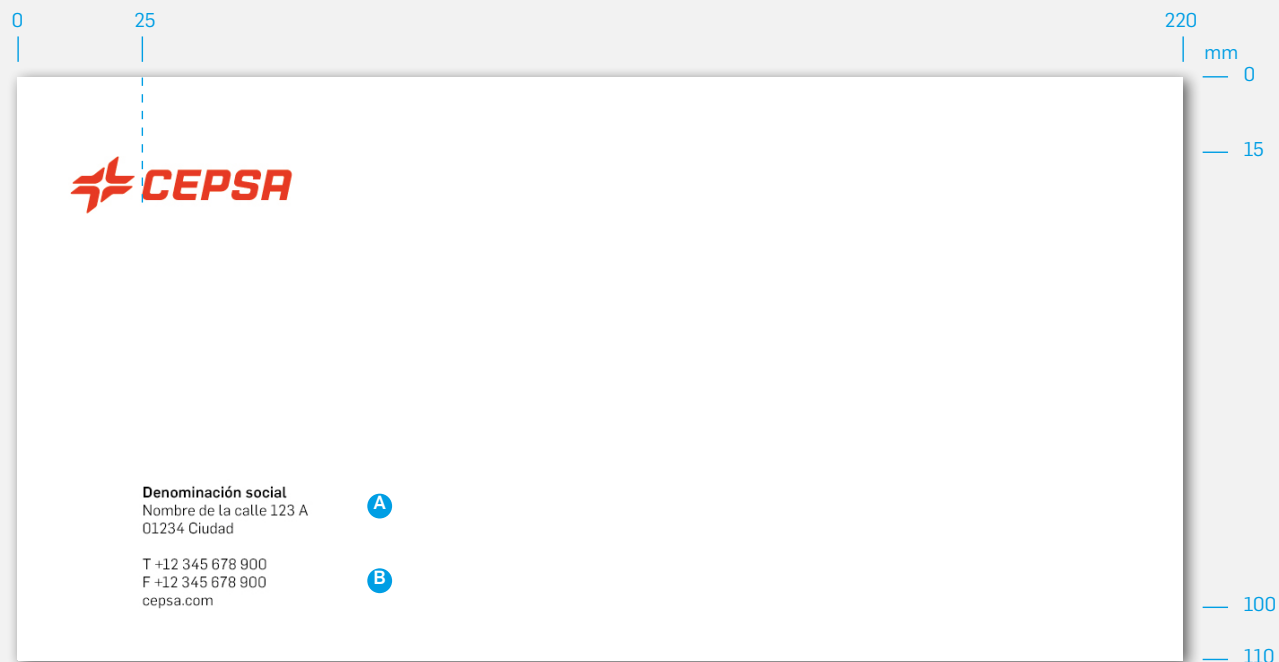 0 25 220
mm
0
15
CEPSA
Denominación social
Nombre de la calle 123 A
01234 Ciudad
A
T +12 345 678 900
F +12 345 678 900
cepsa.com
B
100
110